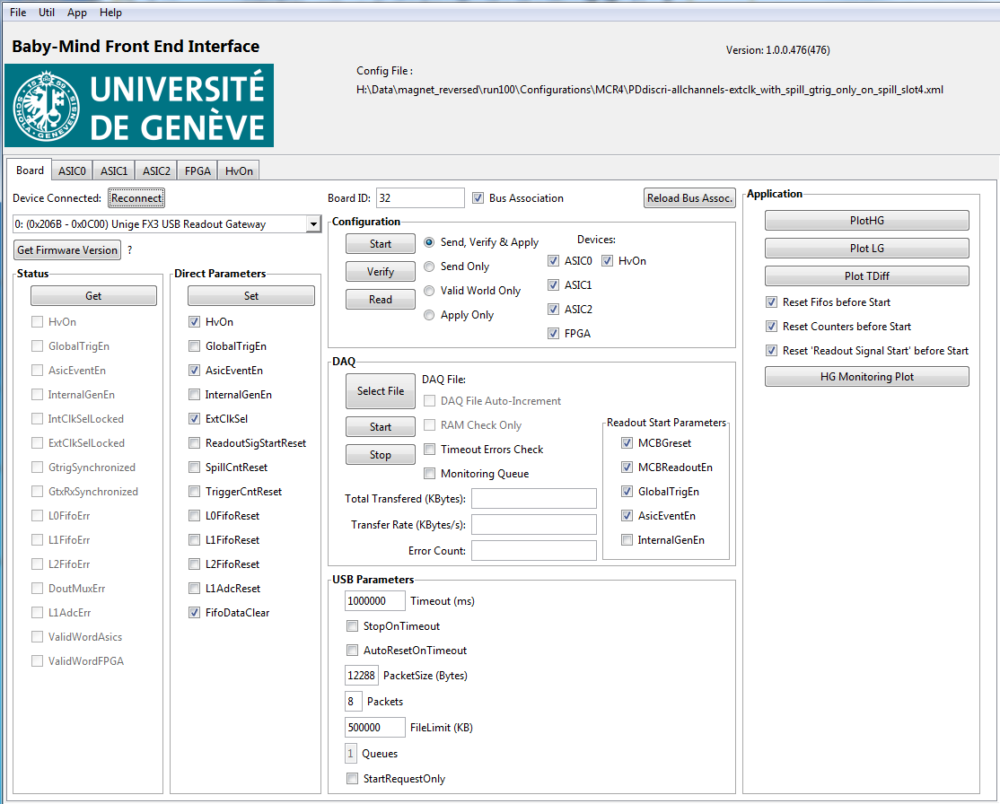 File Util App Help
Baby-Mind Front End Interface
Version: 1.0.0.476(476)
UNIVERSITÉ
DE GENÈVE
Config File :
H:\Data\magnet_reversed\run100\Configurations\MCR4\PDdiscri-allchannels-extclk_with_spill_gtrig_only_on_spill_slot4.xml
Board ASIC0 ASIC1 ASIC2 FPGA HvOn
Device Connected: Reconnect
0: (0x206B - 0x0C00) Unige FX3 USB Readout Gateway
Get Firmware Version ?
Status
Get
HvOn
GlobalTrigEn
AsicEventEn
InternalGenEn
IntClkSelLocked
ExtClkSelLocked
GtrigSynchronized
GtxRxSynchronized
L0FifoErr
L1FifoErr
L2FifoErr
DoutMuxErr
L1AdcErr
ValidWordAsics
ValidWordFPGA
Direct Parameters
Set
HvOn
GlobalTrigEn
AsicEventEn
InternalGenEn
ExtClkSel
ReadoutSigStartReset
SpillCntReset
TriggerCntReset
L0FifoReset
L1FifoReset
L2FifoReset
L1AdcReset
FifoDataClear
Board ID: 32 Bus Association Reload Bus Assoc.
Configuration
Start
Verify
Read
Send, Verify & Apply
Send Only
Valid World Only
Apply Only
Devices:
ASIC0 HvOn
ASIC1
ASIC2
FPGA
DAQ
Select File
Start
Stop
DAQ File:
DAQ File Auto-Increment
RAM Check Only
Timeout Errors Check
Monitoring Queue
Total Transfered (KBytes):
Transfer Rate (KBytes/s):
Error Count:
Readout Start Parameters
MCBGreset
MCBReadoutEn
GlobalTrigEn
AsicEventEn
InternalGenEn
USB Parameters
1000000 Timeout (ms)
StopOnTimeout
AutoResetOnTimeout
12288 PacketSize (Bytes)
8 Packets
500000 FileLimit (KB)
1 Queues
StartRequestOnly
Application
PlotHG
Plot LG
Plot TDiff
Reset Fifos before Start
Reset Counters before Start
Reset 'Readout Signal Start' before Start
HG Monitoring Plot